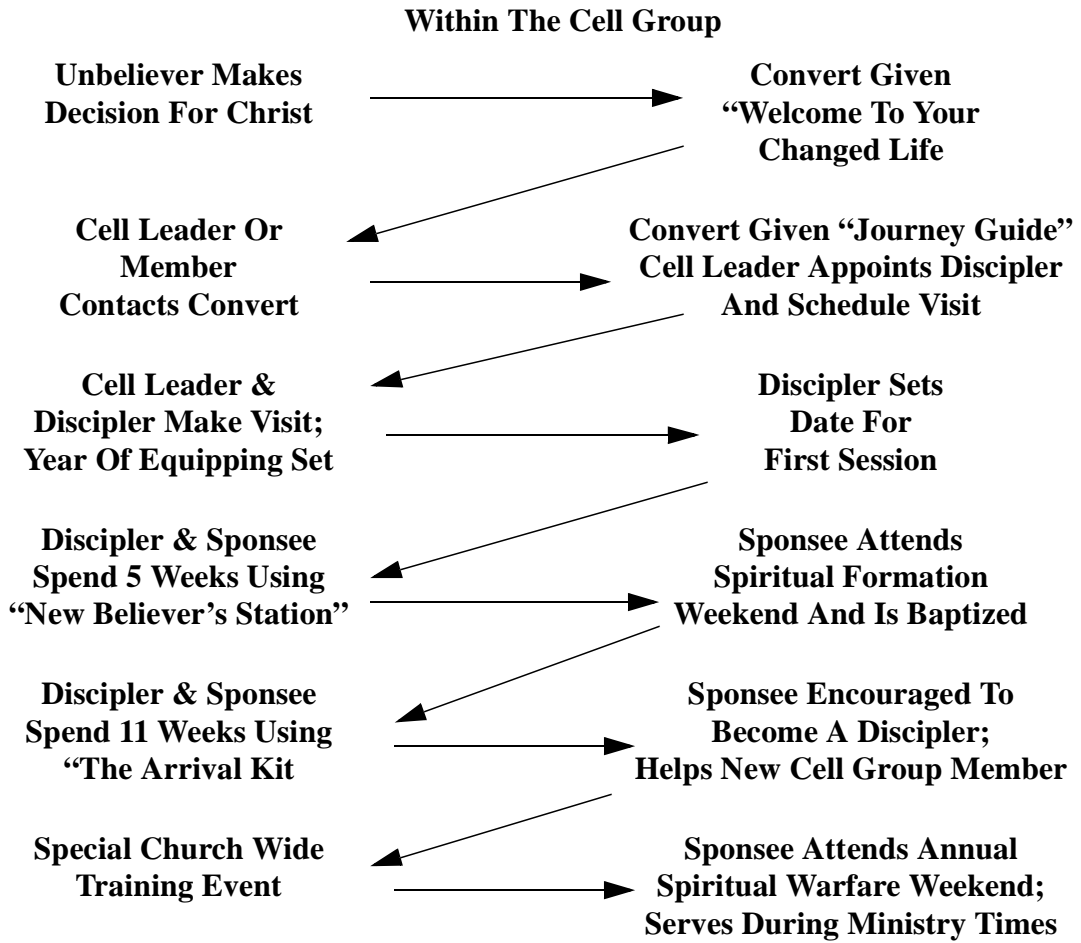 Within The Cell Group
Unbeliever Makes
Decision For Christ
Convert Given
“Welcome To Your
Changed Life
Cell Leader Or
Member
Contacts Convert
Convert Given “Journey Guide”
Cell Leader Appoints Discipler
And Schedule Visit
Cell Leader &
Discipler Make Visit;
Year Of Equipping Set
Discipler Sets
Date For
First Session
Discipler & Sponsee
Spend 5 Weeks Using
“New Believer’s Station”
Sponsee Attends
Spiritual Formation
Weekend And Is Baptized
Discipler & Sponsee
Spend 11 Weeks Using
“The Arrival Kit
Sponsee Encouraged To
Become A Discipler;
Helps New Cell Group Member
Special Church Wide
Training Event
Sponsee Attends Annual
Spiritual Warfare Weekend;
Serves During Ministry Times